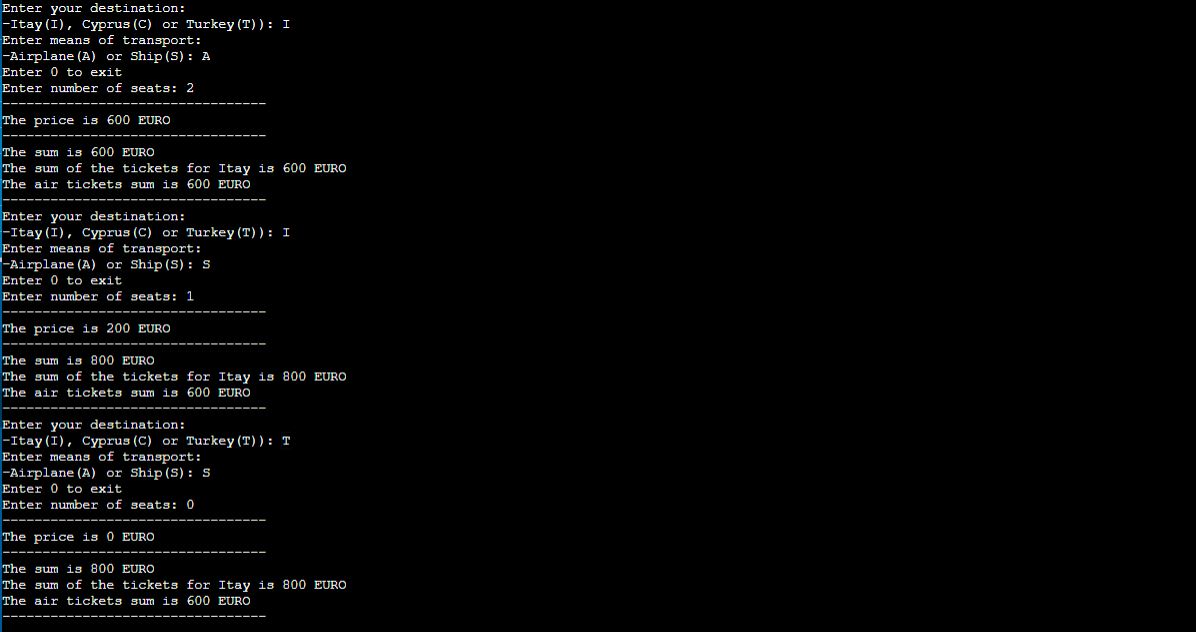 Enter your destination:
-Itay(I), Cyprus(C) or Turkey(T)): I
Enter means of transport:
-Airplane(A) or Ship(S): A
Enter 0 to exit
Enter number of seats: 2
---------------------------------
The price is 600 EURO
---------------------------------
The sum is 600 EURO
The sum of the tickets for Itay is 600 EURO
The air tickets sum is 600 EURO
---------------------------------
Enter your destination:
-Itay(I), Cyprus(C) or Turkey(T)): I
Enter means of transport:
-Airplane(A) or Ship(S): S
Enter 0 to exit
Enter number of seats: 1
---------------------------------
The price is 200 EURO
---------------------------------
The sum is 800 EURO
The sum of the tickets for Itay is 800 EURO
The air tickets sum is 600 EURO
---------------------------------
Enter your destination:
-Itay(I), Cyprus(C) or Turkey(T)): T
Enter means of transport:
-Airplane(A) or Ship(S): S
Enter 0 to exit
Enter number of seats: 0
---------------------------------
The price is 0 EURO
---------------------------------
The sum is 800 EURO
The sum of the tickets for Itay is 800 EURO
The air tickets sum is 600 EURO
---------------------------------